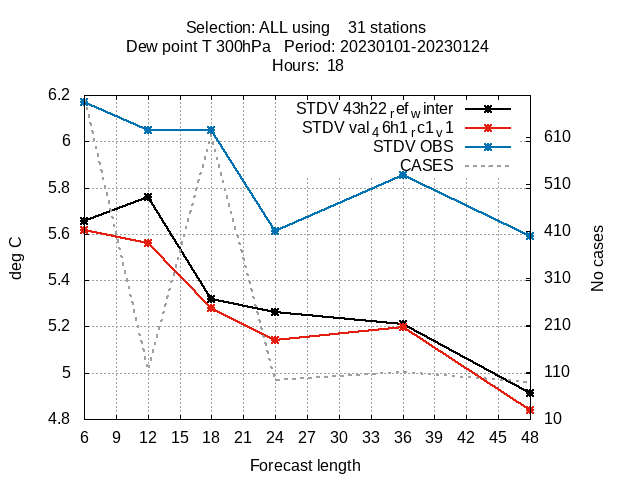 Selection: ALL using    31 stations
Dew point T 300hPa   Period: 20230101-20230124
Hours:  18
STDV 43h22refwinter
STDV val46h1rc1v1
STDV OBS
CASES
6.2
6
5.8
5.6
5.4
5.2
5
4.8
deg C
610
510
410
310
210
110
10
No cases
6 9 12 15 18 21 24 27 30 33 36 39 42 45 48
Forecast length